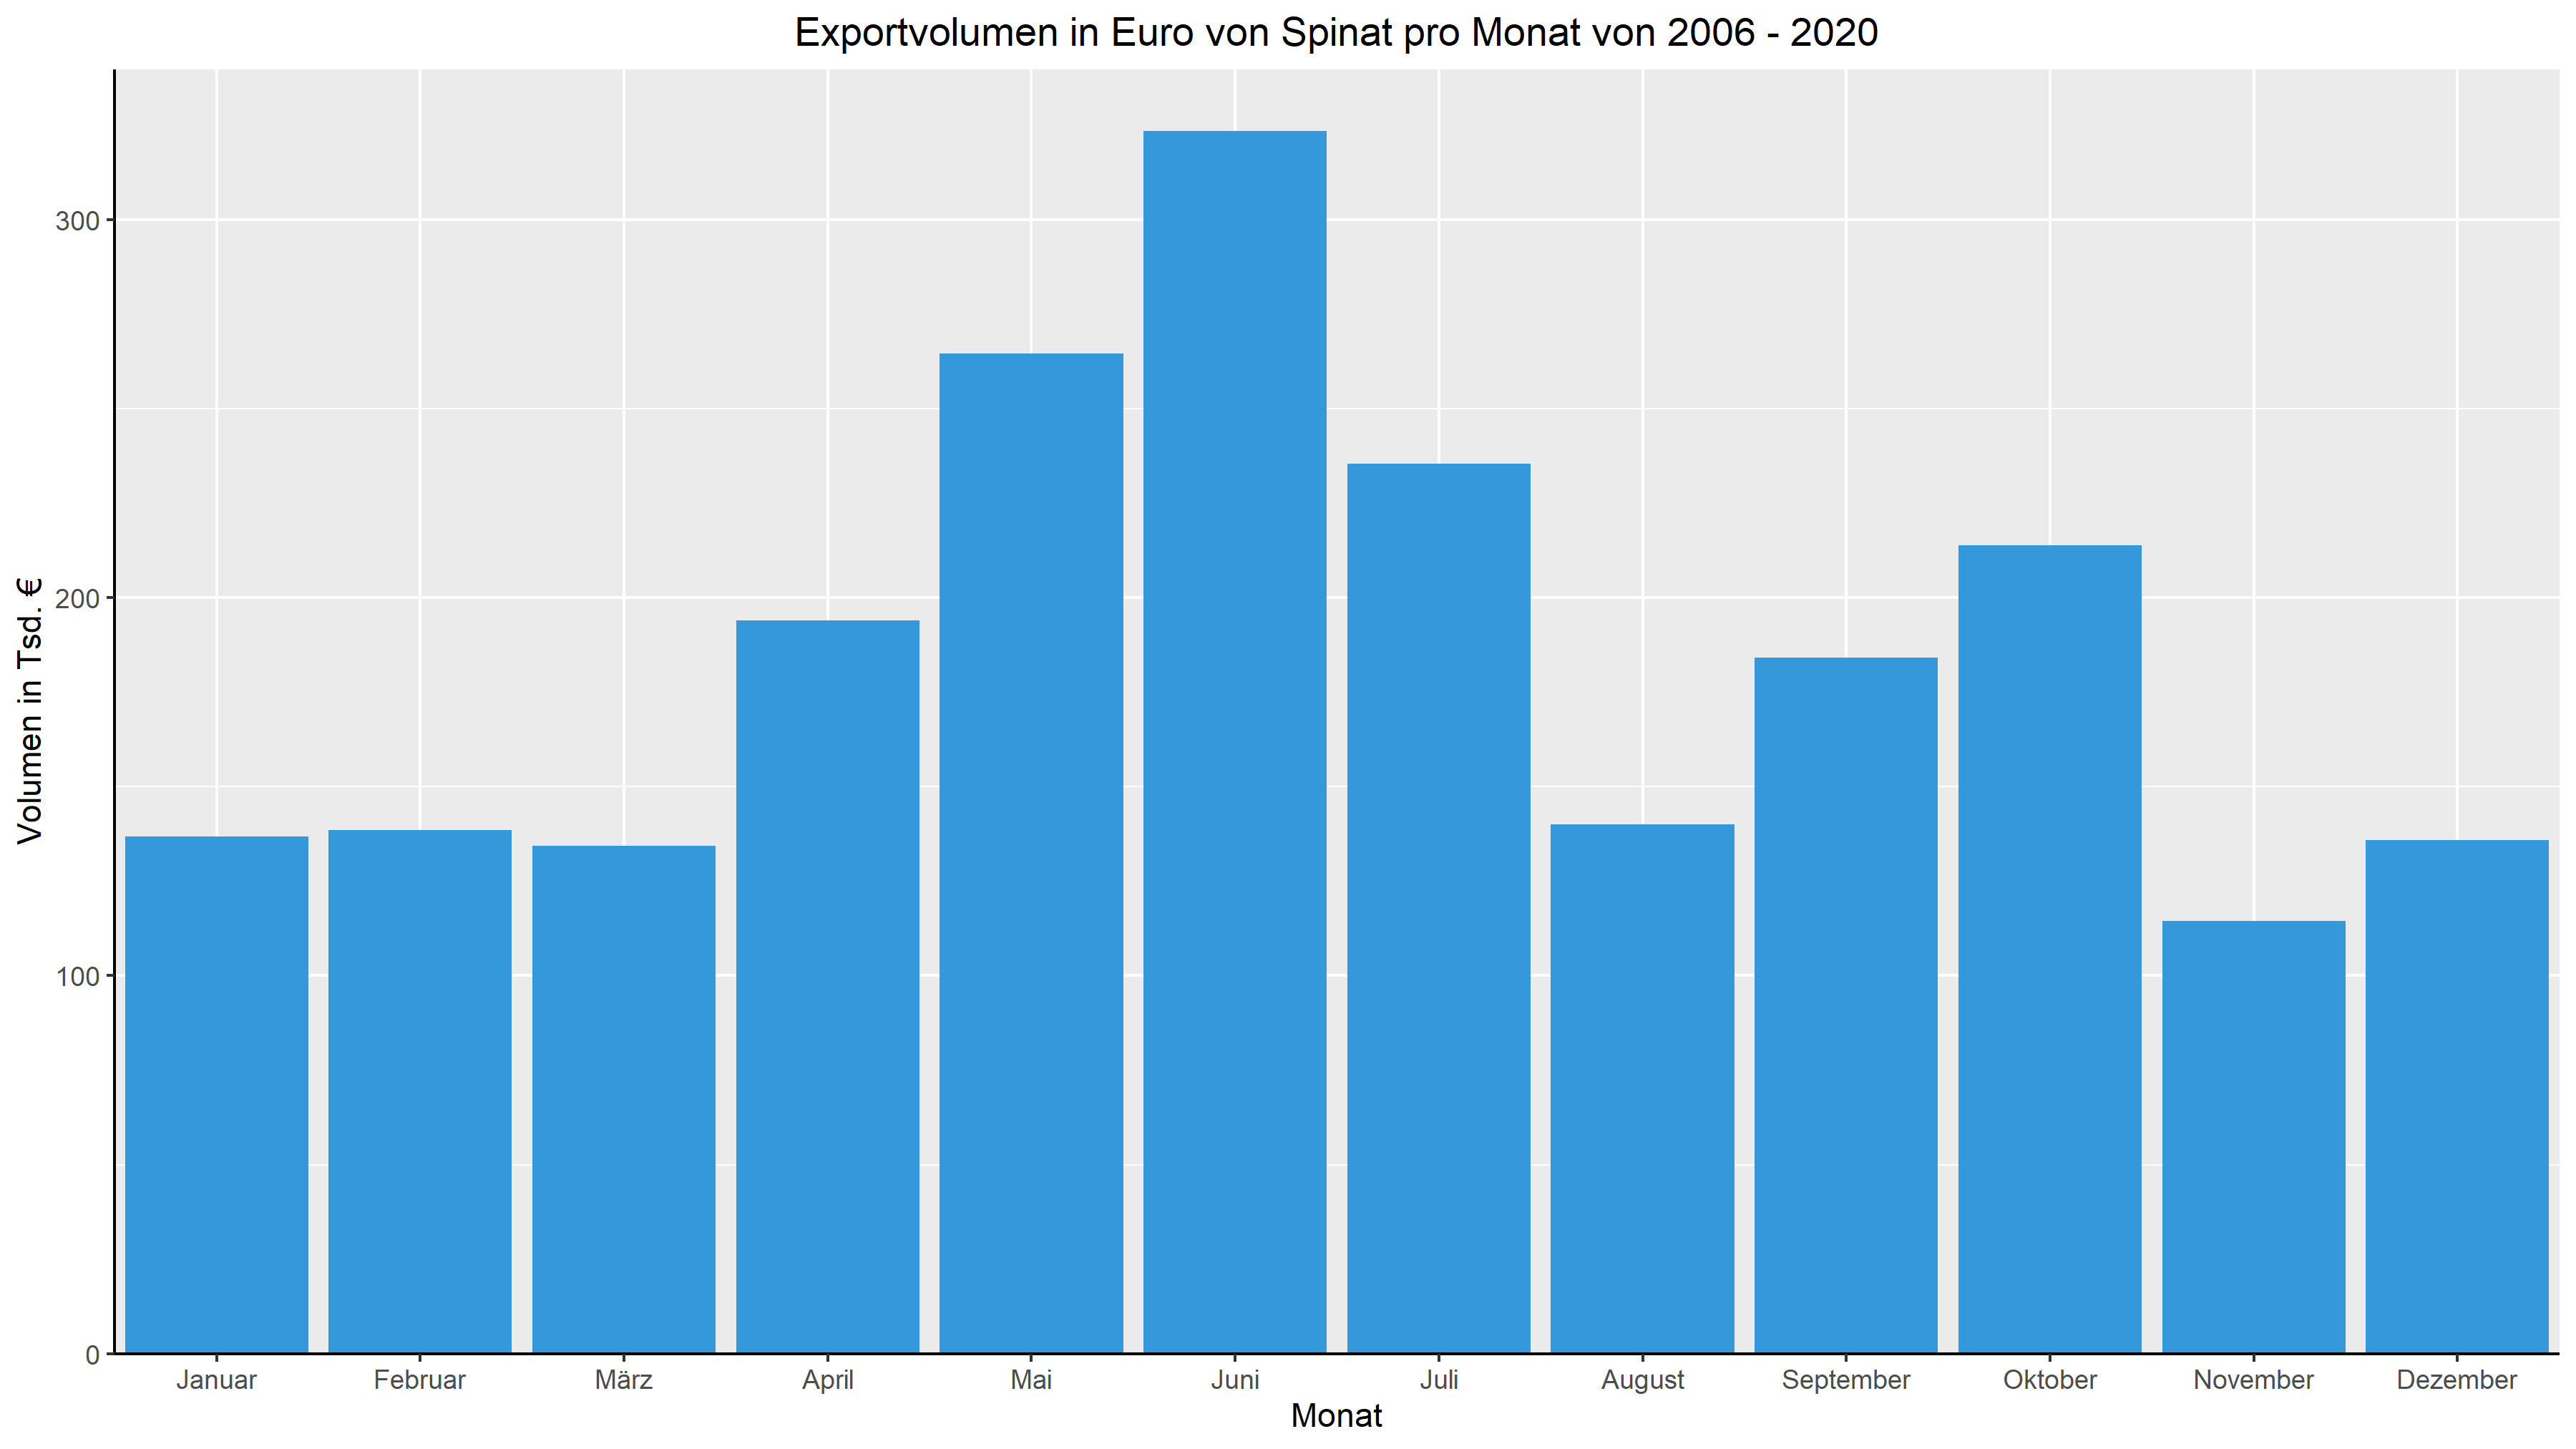 Exportvolumen in Euro von Spinat pro Monat von 2006 - 2020
Volumen in Tsd. €
300
200
100
0
Januar Februar März April Mai Juni Juli August September Oktober November Dezember
Monat